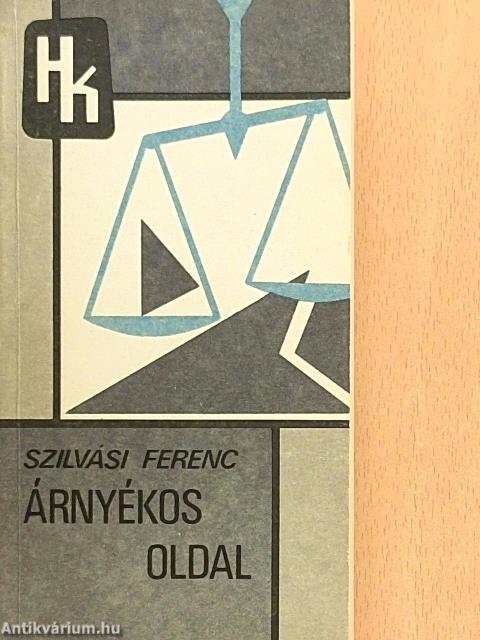 HK
SZILVÁSI FERENC
ÁRNYÉKOS
OLDAL
Antikvárium.hu